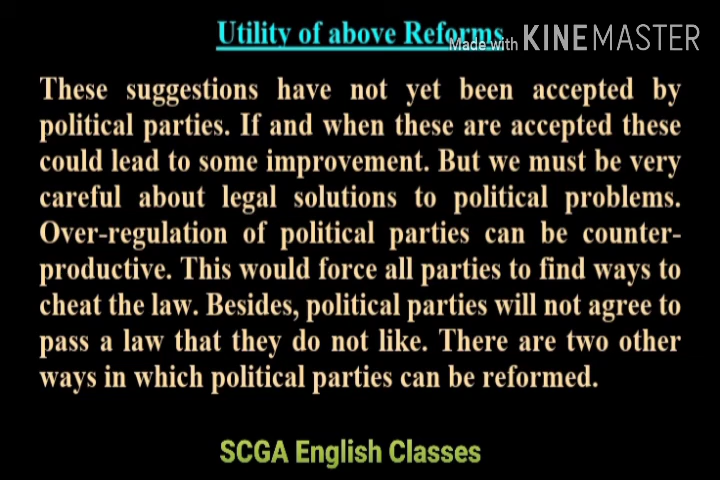 Utility of above Reforms
Made with KINEMASTER
These suggestions have not yet been accepted by
political parties. If and when these are accepted these
could lead to some improvement. But we must be very
careful about legal solutions to political problems.
Over-regulation of political parties can be counter-
productive. This would force all parties to find ways to
cheat the law. Besides, political parties will not agree to
pass a law that they do not like. There are two other
ways in which political parties can be reformed.
SCGA English Classes